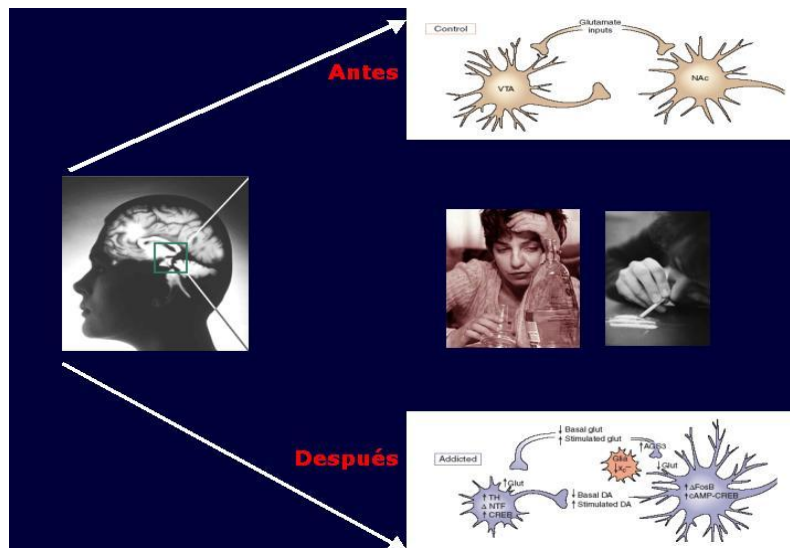 Control
Glutamate
inputs
Antes
VTA
NAc
Después
Addicted
↓ Basal glut
↑ Stimulated glut
↑AGS3
Glia
↓xc–
↓Glut
↑Glut
↑ TH
Δ NTF
↑ CREB
↓ Basal DA
↑ Stimulated DA
↑ΔFosB
↑cAMP-CREB